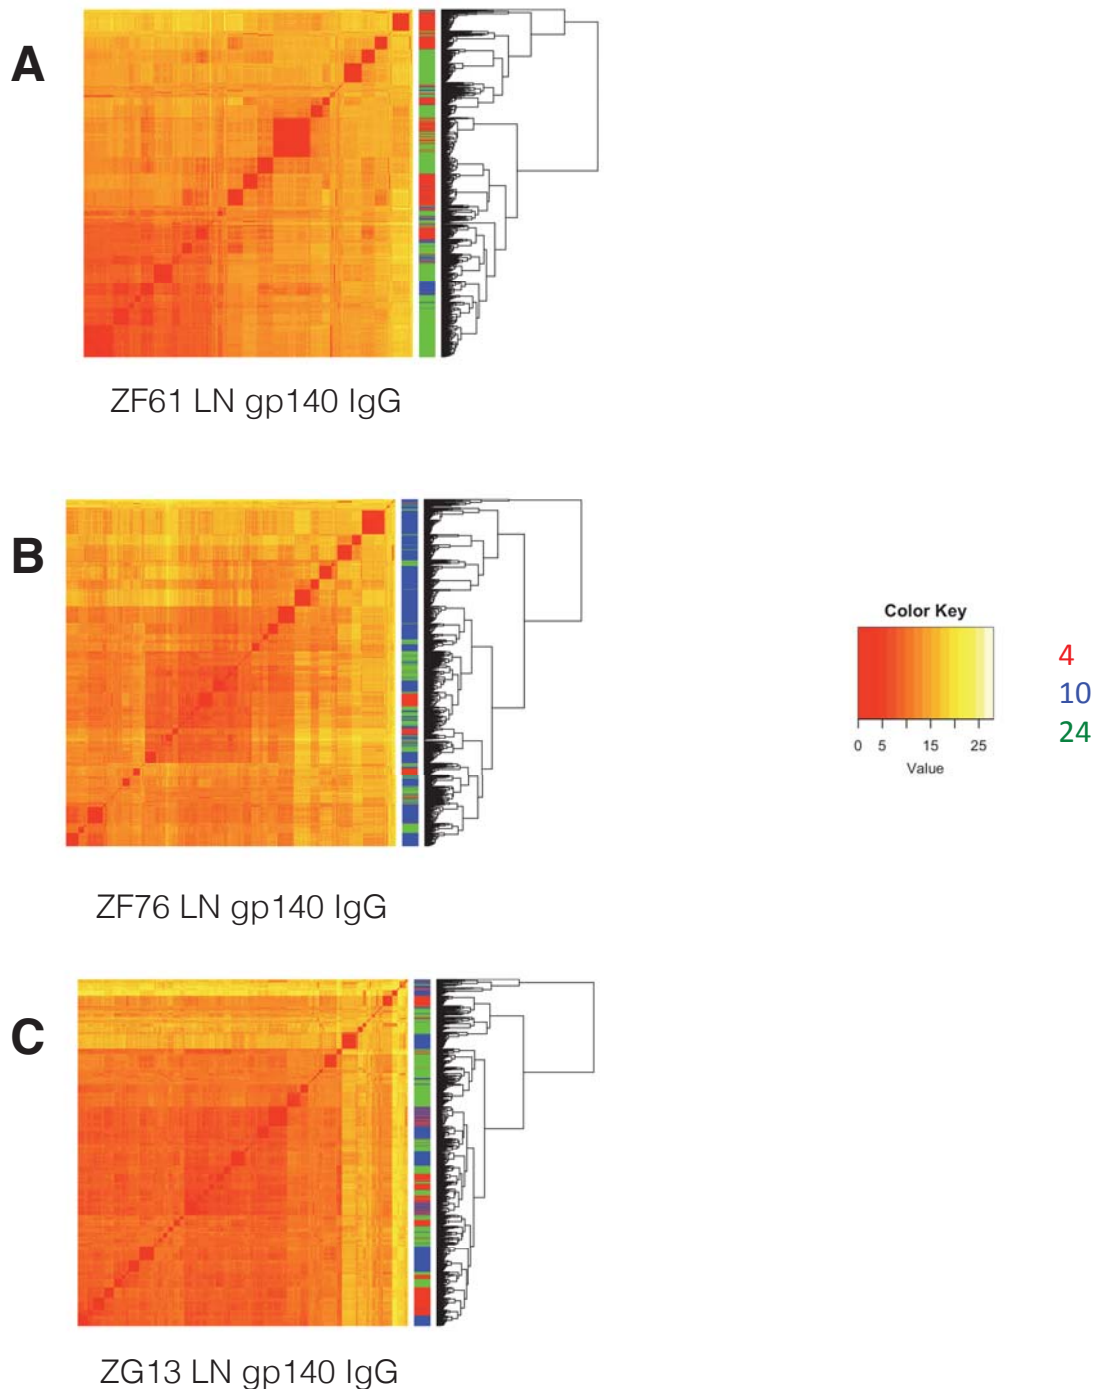 A
ZF61 LN gp140 IgG
B
ZF76 LN gp140 IgG
Color Key
0 5 15 25
Value
4
10
24
C
ZG13 LN gp140 IgG